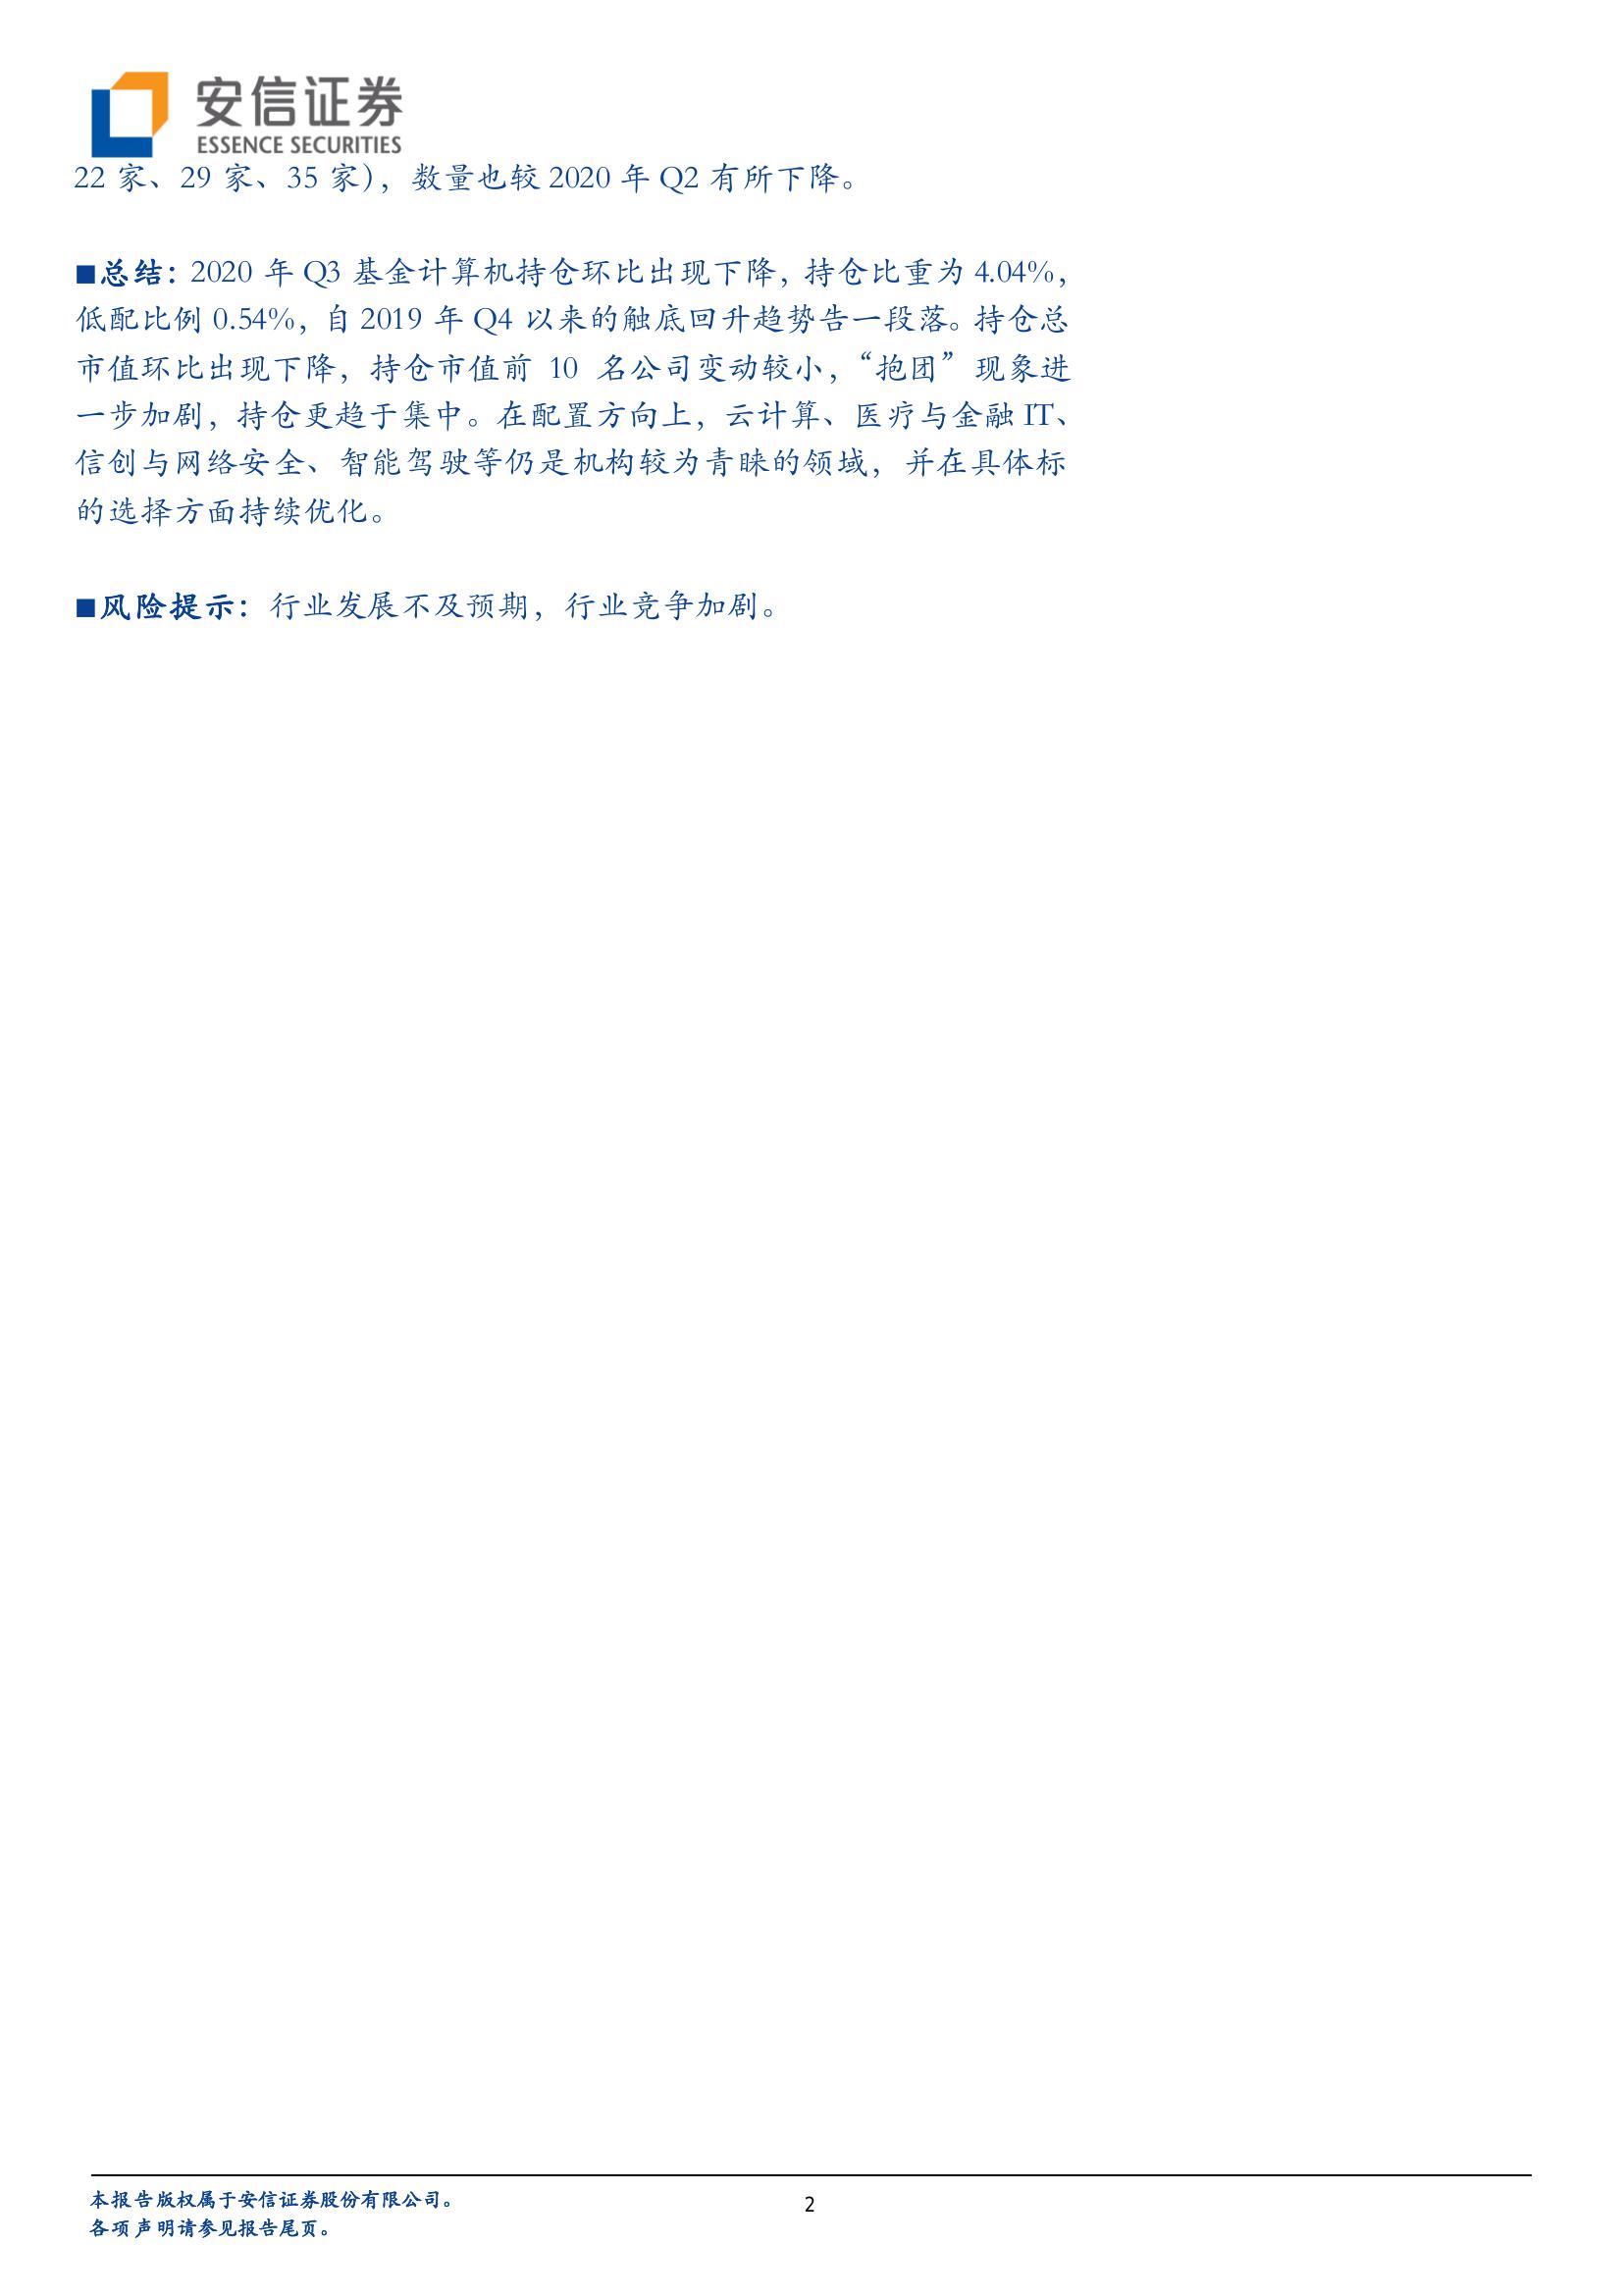 安信证券
ESSENCE SECURITIES
22 家、29 家、35 家），数量也较 2020 年 Q2 有所下降。
■总结：2020 年 Q3 基金计算机持仓环比出现下降，持仓比重为 4.04%，
低配比例 0.54%，自 2019 年 Q4 以来的触底回升趋势告一段落。持仓总
市值环比出现下降，持仓市值前 10 名公司变动较小，“抱团”现象进
一步加剧，持仓更趋于集中。在配置方向上，云计算、医疗与金融 IT、
信创与网络安全、智能驾驶等仍是机构较为青睐的领域，并在具体标
的选择方面持续优化。
■风险提示：行业发展不及预期，行业竞争加剧。
本报告版权属于安信证券股份有限公司。
各项声明请参见报告尾页。
2